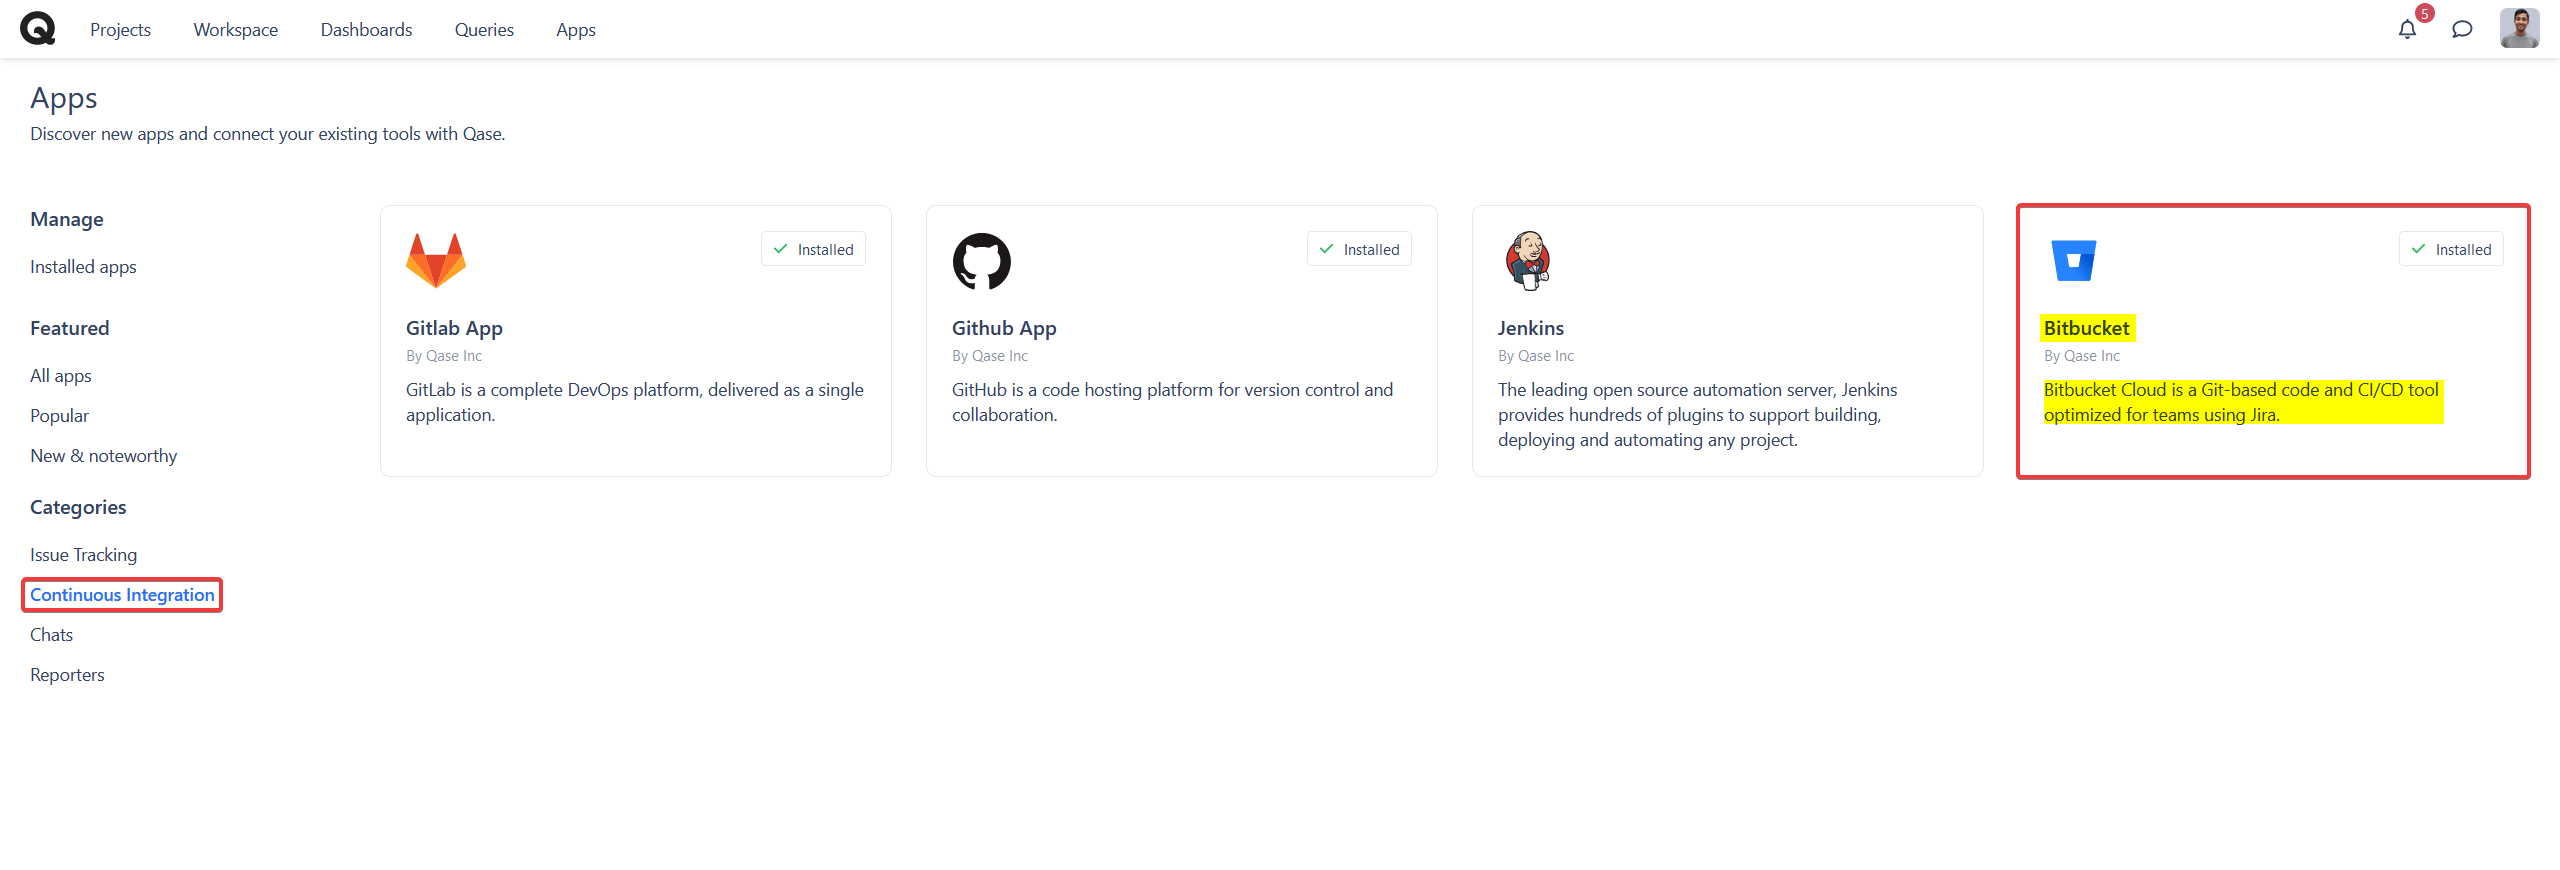 Projects
Workspace
Dashboards
Queries
Apps
5
Apps
Discover new apps and connect your existing tools with Qase.
Manage
Installed apps
Featured
All apps
Popular
New & noteworthy
Categories
Issue Tracking
Continuous Integration
Chats
Reporters
Installed
Gitlab App
By Qase Inc
GitLab is a complete DevOps platform, delivered as a single
application.
Installed
Github App
By Qase Inc
GitHub is a code hosting platform for version control and
collaboration.
Jenkins
By Qase Inc
The leading open source automation server, Jenkins
provides hundreds of plugins to support building,
deploying and automating any project.
Installed
Bitbucket
By Qase Inc
Bitbucket Cloud is a Git-based code and CI/CD tool
optimized for teams using Jira.